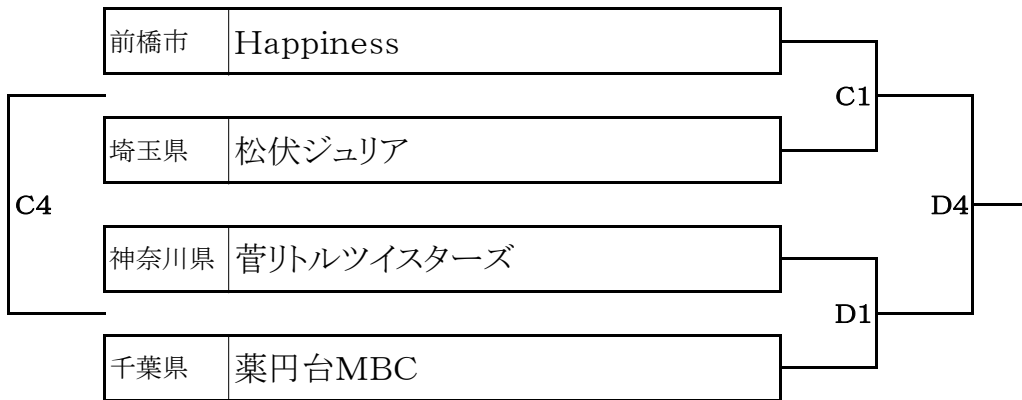 前橋市 Happiness
C1
埼玉県 松伏ジュリア
C4 D4
神奈川県 菅リトルツイスターズ
D1
千葉県 薬円台MBC